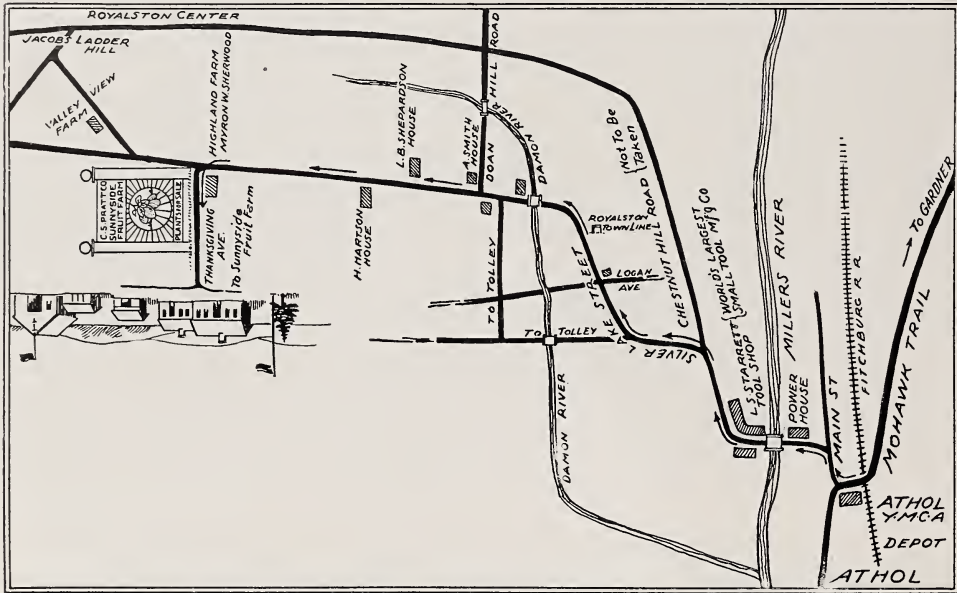 ROYALSTON CENTER
JACOB'S LADDER
HILL
VALLEY VIEW
FARM
HIGHLAND FARM
MYRON W. SHERWOOD
C.S. PRATT CO
SUNNYSIDE
FRUIT FARM
PLANTS FOR SALE
THANKSGIVING
AVE.
To Sunnyside
Fruit Farm
H. HARTSON
HOUSE
L.B. SHEPARDSON
HOUSE
A. SMITH
HOUSE
DOAN HILL ROAD
DAMON RIVER
TO TOLLEY
ROYALSTON
TOWN LINE
LOGAN
AVE
TO TOLLEY
SILVER LAKE STREET
CHESTNUT HILL ROAD
{Not To Be
Taken
DAMON RIVER
L.S. STARRETT
TOOL SHOP
{WORLD'S LARGEST
SMALL TOOL M'f'g CO
MILLERS RIVER
POWER
HOUSE
MAIN ST
FITCHBURG R R
MOHAWK TRAIL
To GARDNER
ATHOL
Y-M-C-A
DEPOT
ATHOL